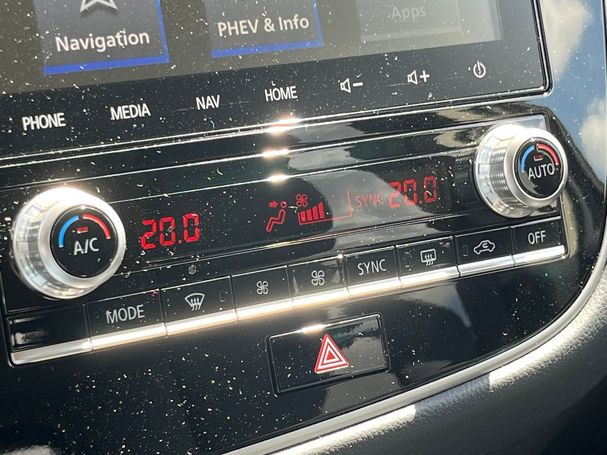 Navigation
PHEV & Info
Apps
PHONE MEDIA NAV HOME
A/C
20.0
SYNC
20.0
AUTO
MODE
SYNC
OFF